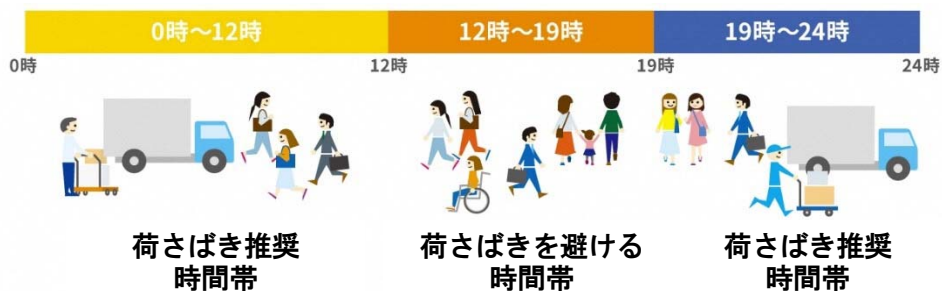 0時〜12時
12時〜19時
19時〜24時
0時
12時
19時
24時
荷さばき推奨
時間帯
荷さばきを避ける
時間帯
荷さばき推奨
時間帯